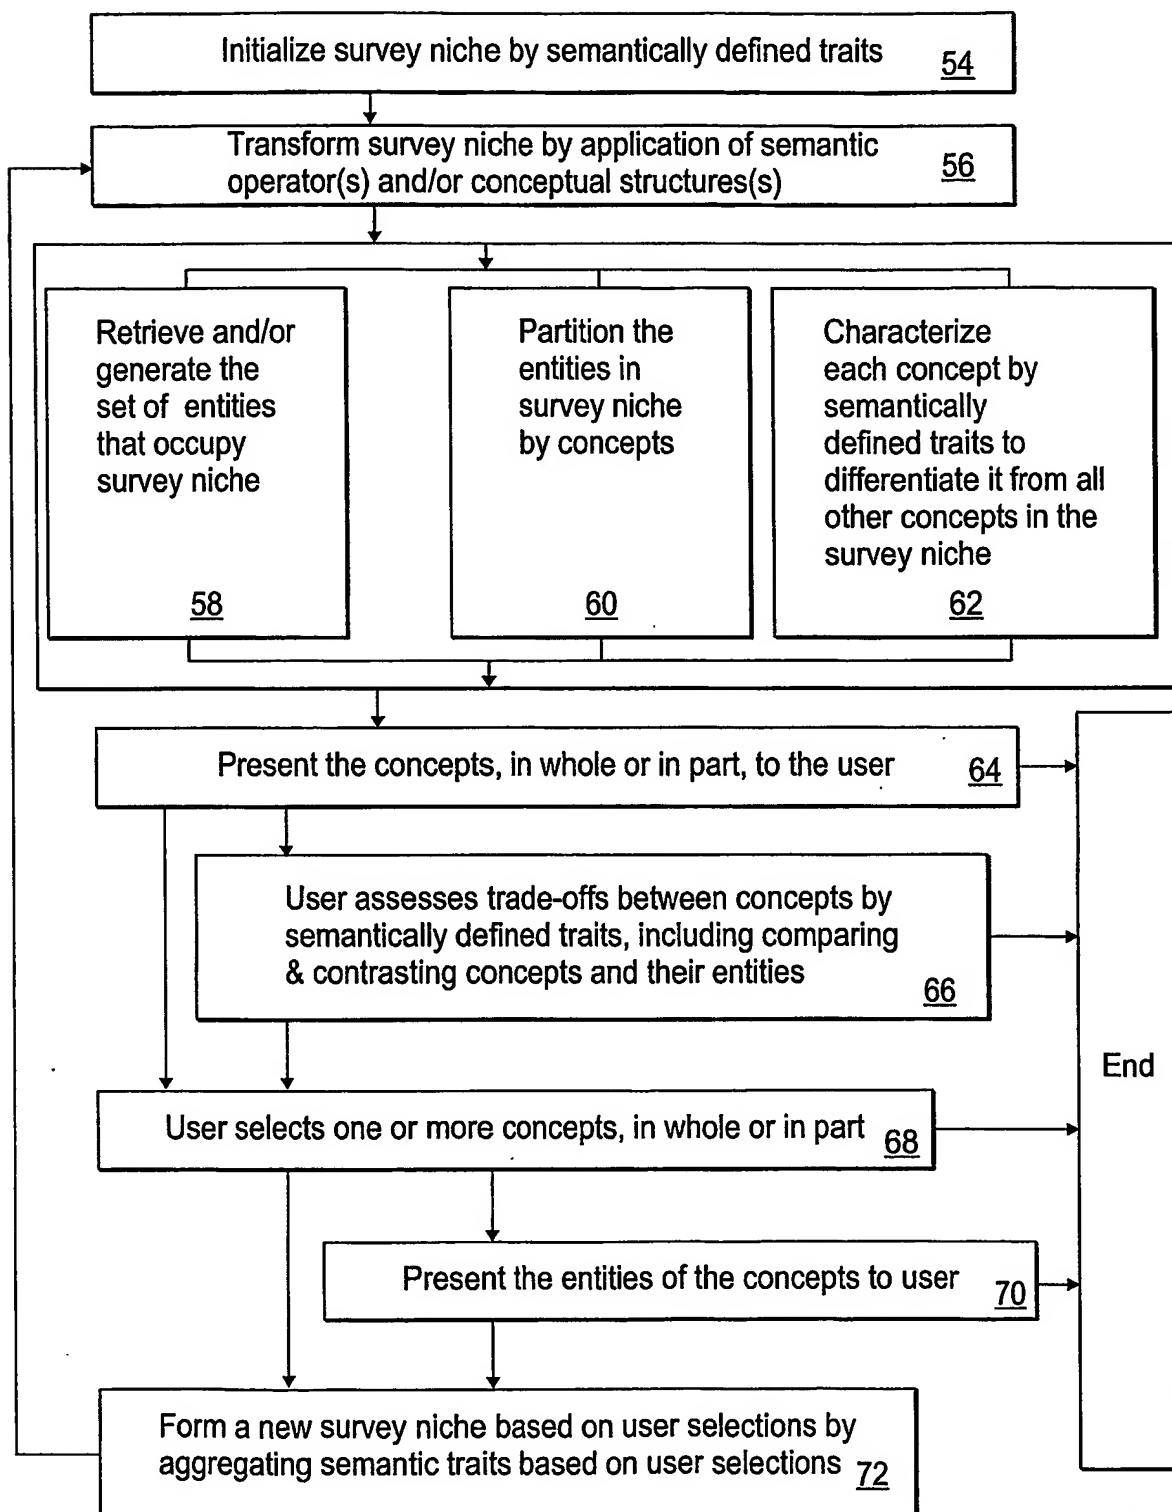 Initialize survey niche by semantically defined traits
54
Transform survey niche by application of semantic
operator(s) and/or conceptual structures(s)
56
Retrieve and/or
generate the
set of entities
that occupy
survey niche
58
Partition the
entities in
survey niche
by concepts
60
Characterize
each concept by
semantically
defined traits to
differentiate it from all
other concepts in the
survey niche
62
Present the concepts, in whole or in part, to the user
64
User assesses trade-offs between concepts by
semantically defined traits, including comparing
& contrasting concepts and their entities
66
End
User selects one or more concepts, in whole or in part
68
Present the entities of the concepts to user
70
Form a new survey niche based on user selections by
aggregating semantic traits based on user selections
72